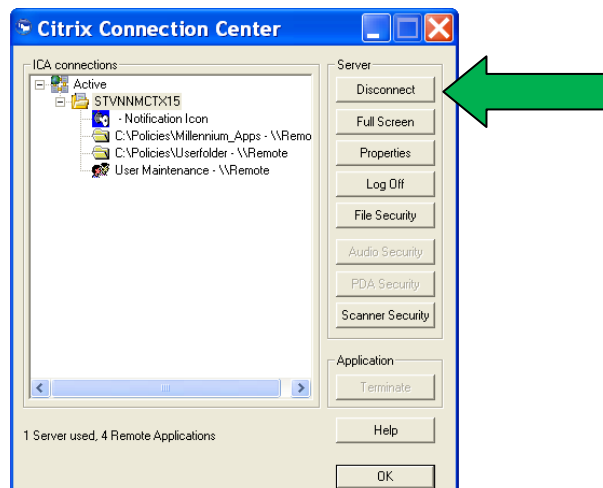 Citrix Connection Center
ICA connections
Active
STVNNMCTX15
- Notification Icon
C:\Policies\Millennium_Apps - \\Remo
C:\Policies\Userfolder - \\Remote
User Maintenance - \\Remote
1 Server used, 4 Remote Applications
Server
Disconnect
Full Screen
Properties
Log Off
File Security
Audio Security
PDA Security
Scanner Security
Application
Terminate
Help
OK